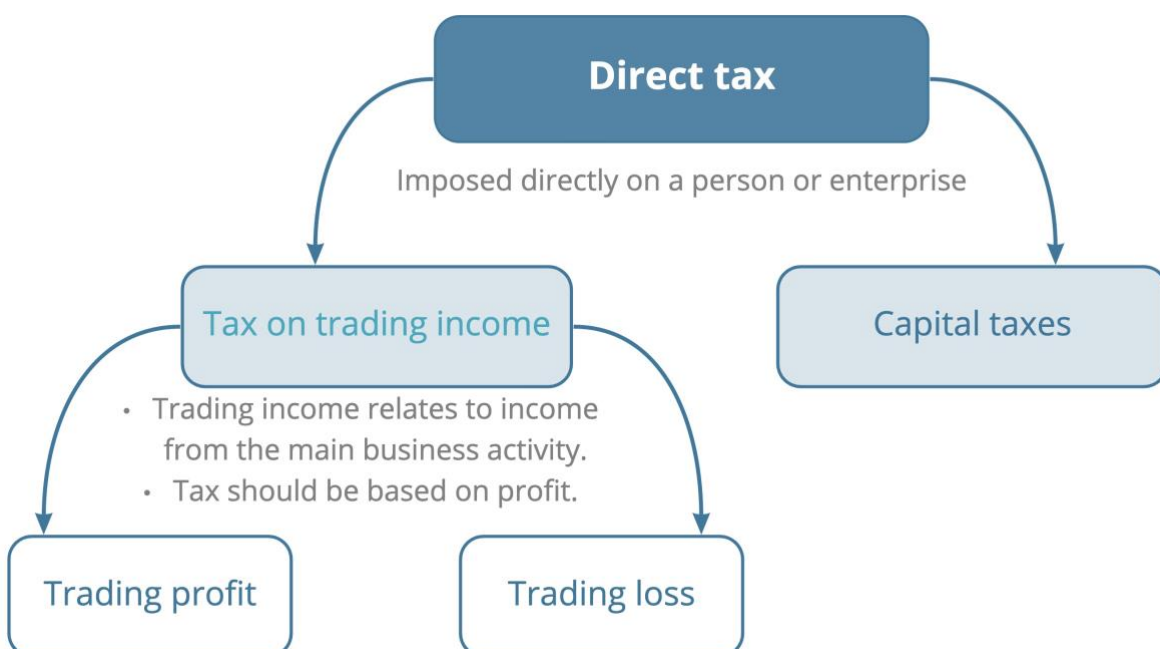 Direct tax
Imposed directly on a person or enterprise
Tax on trading income
Capital taxes
• Trading income relates to income
from the main business activity.
• Tax should be based on profit.
Trading profit
Trading loss